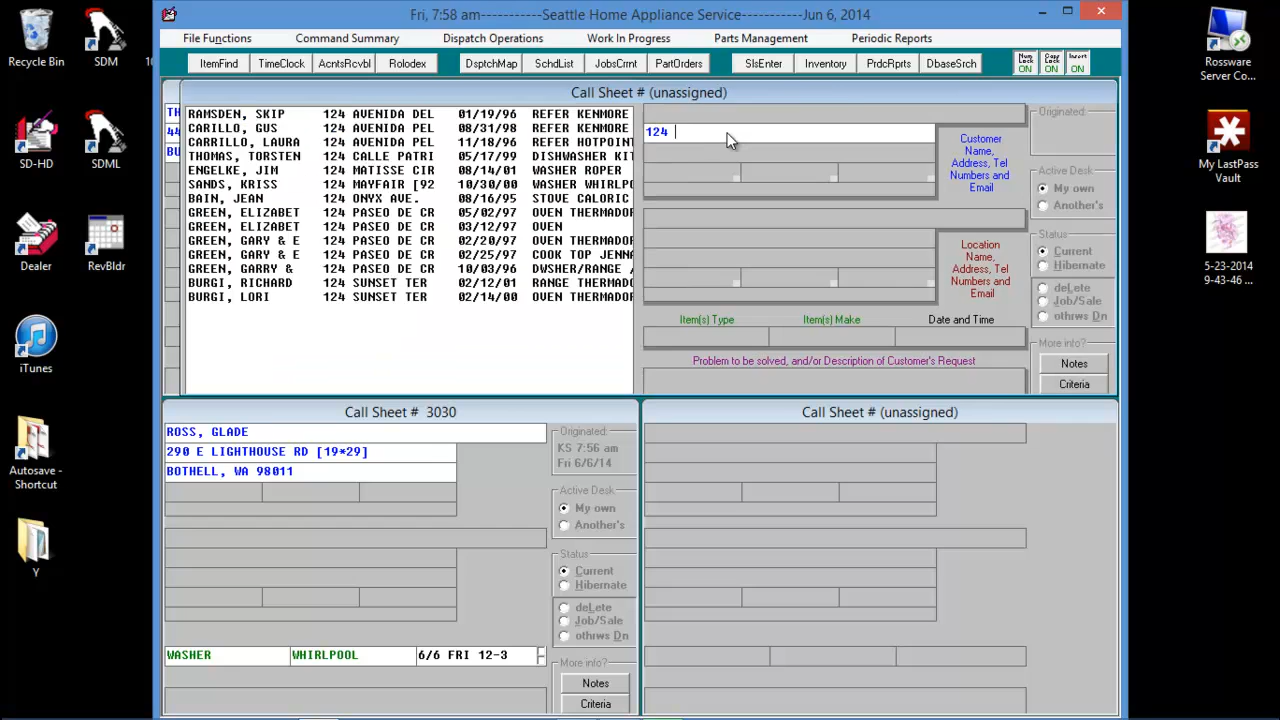 Fri, 7:58 am-----------Seattle Home Appliance Service-----------Jun 6, 2014
File Functions Command Summary Dispatch Operations Work In Progress Parts Management Periodic Reports
ItemFind TimeClock AcntsPaybl Rolodex DsptchMap SchdList JobsCrrnt PartOrders SlsEnter Inventory PrdcRprts DbaseSrch
Num Lock ON
Caps Lock ON
Insert ON
Recycle Bin
SDM
10
SD-HD
SDML
Dealer
RevBldr
iTunes
Autosave - Shortcut
Y
Rossware Server Co...
My LastPass Vault
5-23-2014 9-43-46 ...
TH
44
BU
Call Sheet # (unassigned)
RAMSDEN, SKIP 124 AVENIDA DEL 01/19/96 REFER KENMORE
CARILLO, GUS 124 AVENIDA PEL 08/31/98 REFER KENMORE
CARRILLO, LAURA 124 AVENIDA PEL 11/18/96 REFER HOTPOINT
THOMAS, TORSTEN 124 CALLE PATRI 05/17/99 DISHWASHER KIT
ENGELKE, JIM 124 MATISSE CIR 08/14/01 WASHER ROPER
SANDS, KRISS 124 MAYFAIR [92 10/30/00 WASHER WHIRLPO
BAIN, JEAN 124 ONYX AVE. 08/16/95 STOVE CALORIC
GREEN, ELIZABET 124 PASEO DE CR 05/02/97 OVEN THERMADOR
GREEN, ELIZABET 124 PASEO DE CR 03/12/97 OVEN
GREEN, GARY & E 124 PASEO DE CR 02/20/97 OVEN THERMADOR
GREEN, GARY & E 124 PASEO DE CR 02/25/97 COOK TOP JENNA
GREEN, GARRY & 124 PASEO DE CR 10/03/96 DWSHER/RANGE /
BURGI, RICHARD 124 SUNSET TER 02/12/01 RANGE THERMADOR
BURGI, LORI 124 SUNSET TER 02/14/00 OVEN THERMADOR
124
Customer Name, Address, Tel Numbers and Email
Location Name, Address, Tel Numbers and Email
Item(s) Type Item(s) Make Date and Time
Problem to be solved, and/or Description of Customer's Request
Originated:
Active Desk
My own
Another's
Status
Current
Hibernate
deLete
Job/Sale
othrws Dn
More info?
Notes
Criteria
Call Sheet # 3030
ROSS, GLADE
290 E LIGHTHOUSE RD [19*29]
BOTHELL, WA 98011
WASHER WHIRLPOOL 6/6 FRI 12-3
Originated:
KS 7:56 am
Fri 6/6/14
Active Desk
My own
Another's
Status
Current
Hibernate
deLete
Job/Sale
othrws Dn
More info?
Notes
Criteria
Call Sheet # (unassigned)